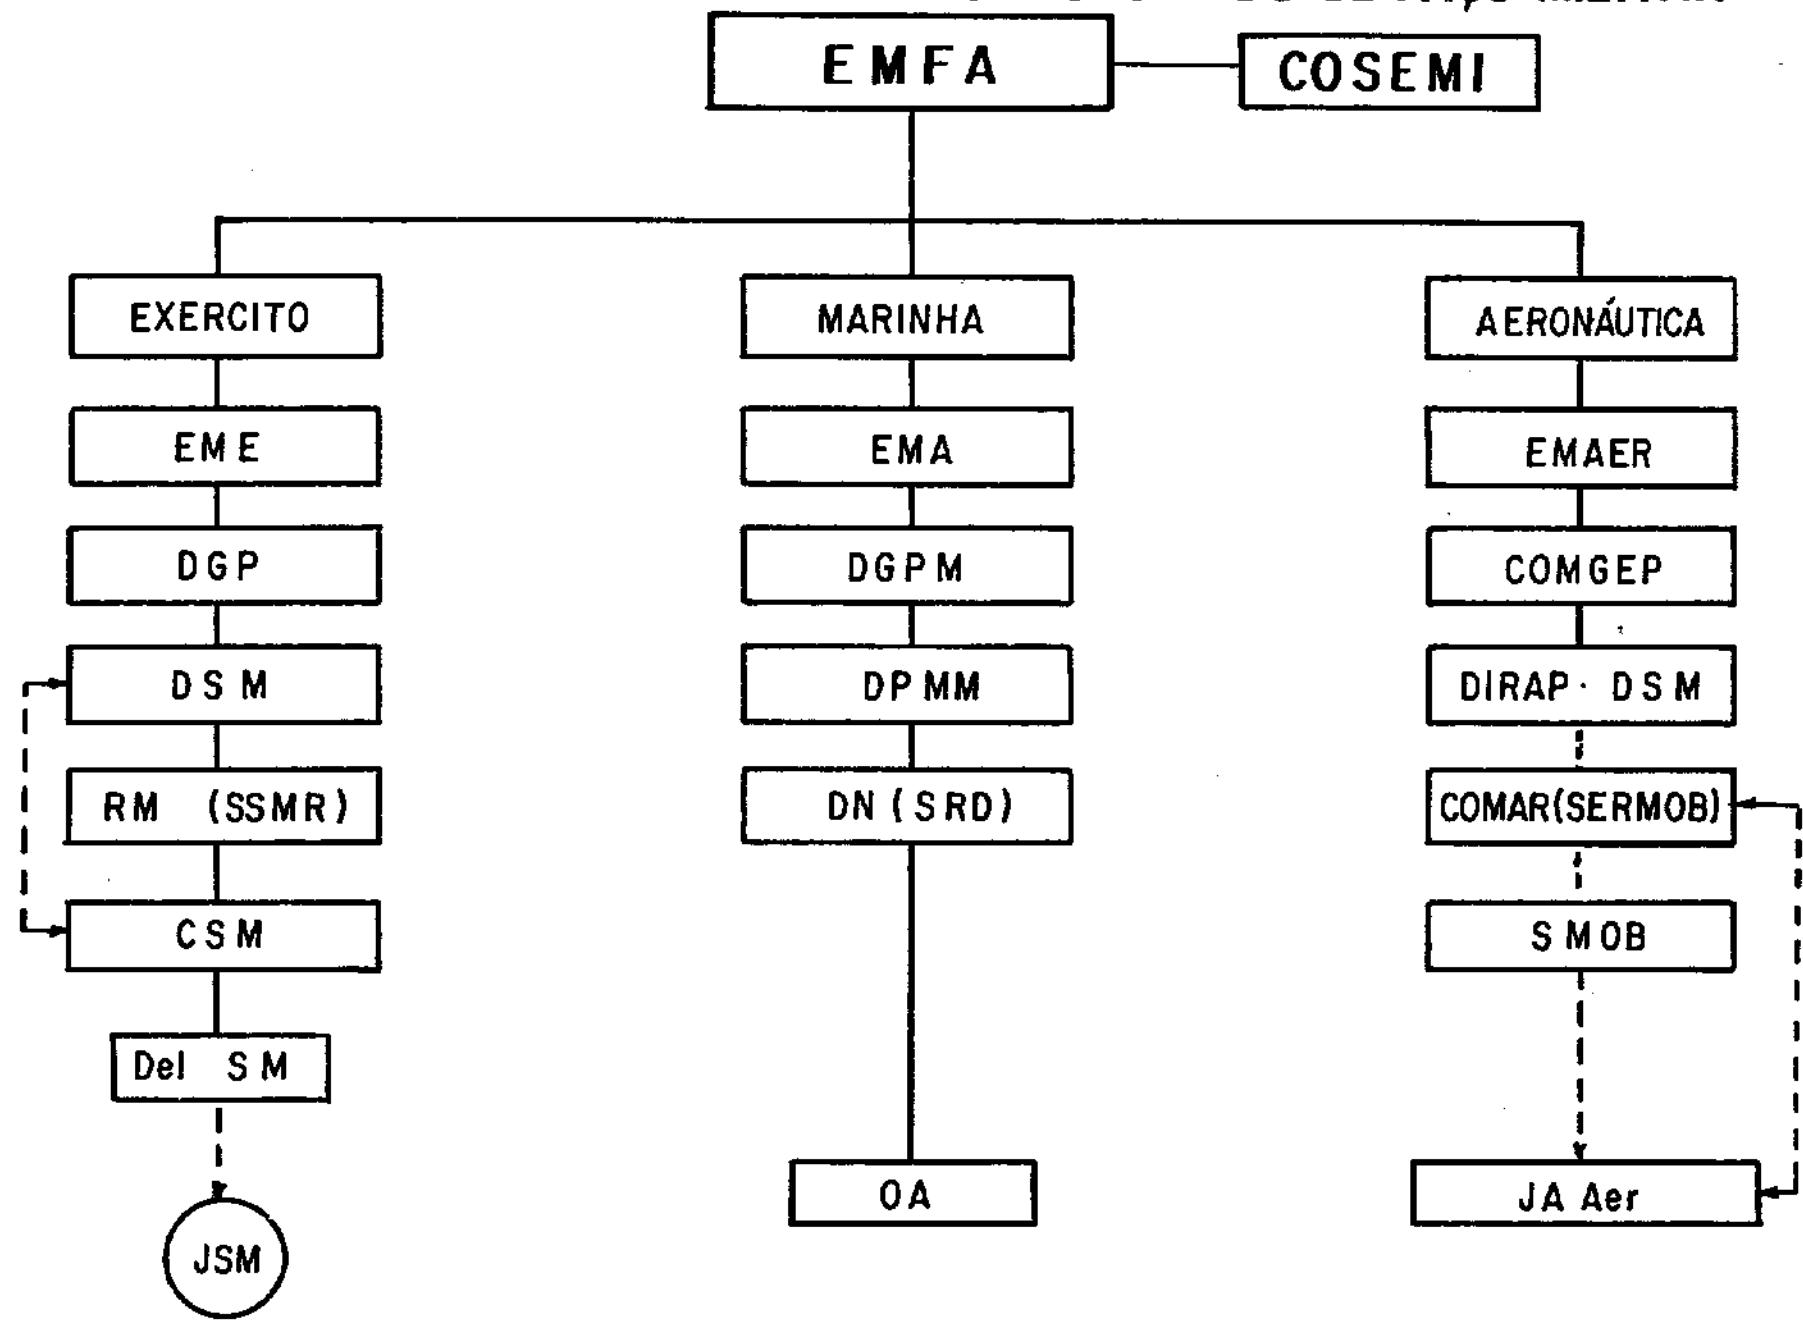 EMFA
COSEMI
EXERCITO
MARINHA
AERONÁUTICA
EME
EMA
EMAER
DGP
DGPM
COMGEP
DSM
DPMM
DIRAP · DSM
RM (SSMR)
DN (SRD)
COMAR(SERMOB)
CSM
SMOB
Del SM
OA
JA Aer
JSM